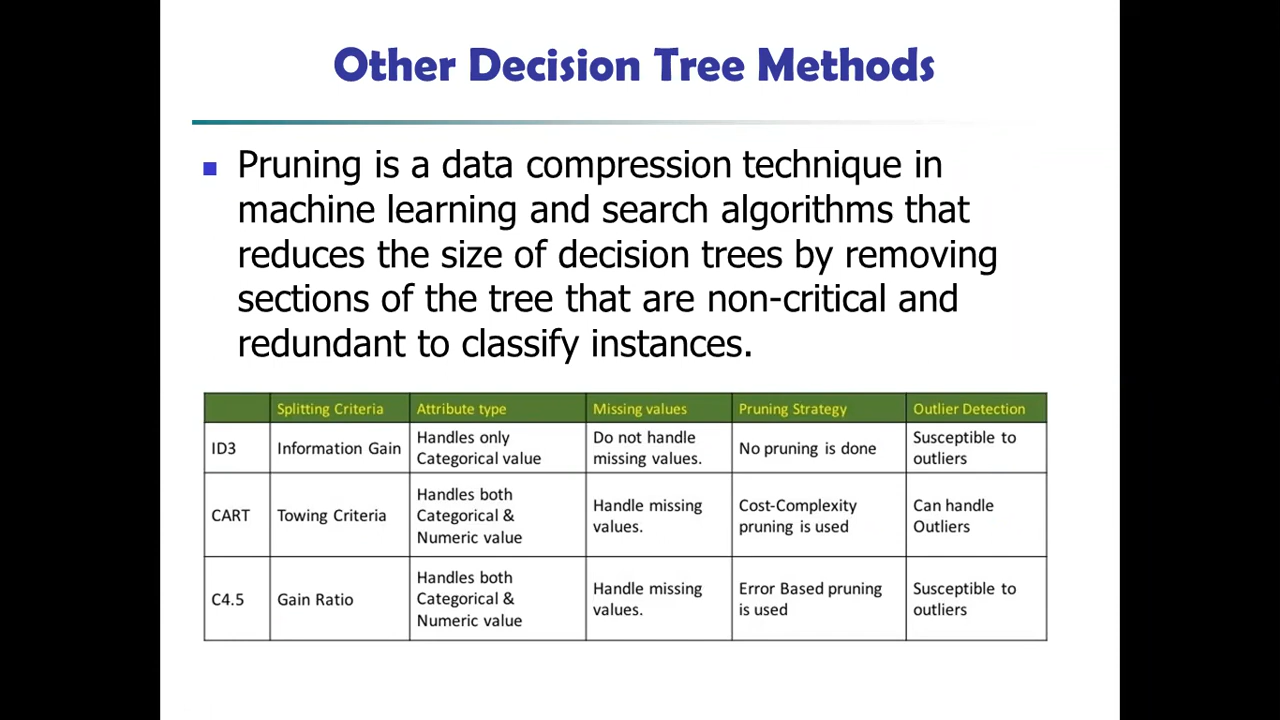 Other Decision Tree Methods
Pruning is a data compression technique in
machine learning and search algorithms that
reduces the size of decision trees by removing
sections of the tree that are non-critical and
redundant to classify instances.
Splitting Criteria Attribute type Missing values Pruning Strategy Outlier Detection
ID3 Information Gain Handles only Categorical value Do not handle missing values. No pruning is done Susceptible to outliers
CART Towing Criteria Handles both Categorical & Numeric value Handle missing values. Cost-Complexity pruning is used Can handle Outliers
C4.5 Gain Ratio Handles both Categorical & Numeric value Handle missing values. Error Based pruning is used Susceptible to outliers